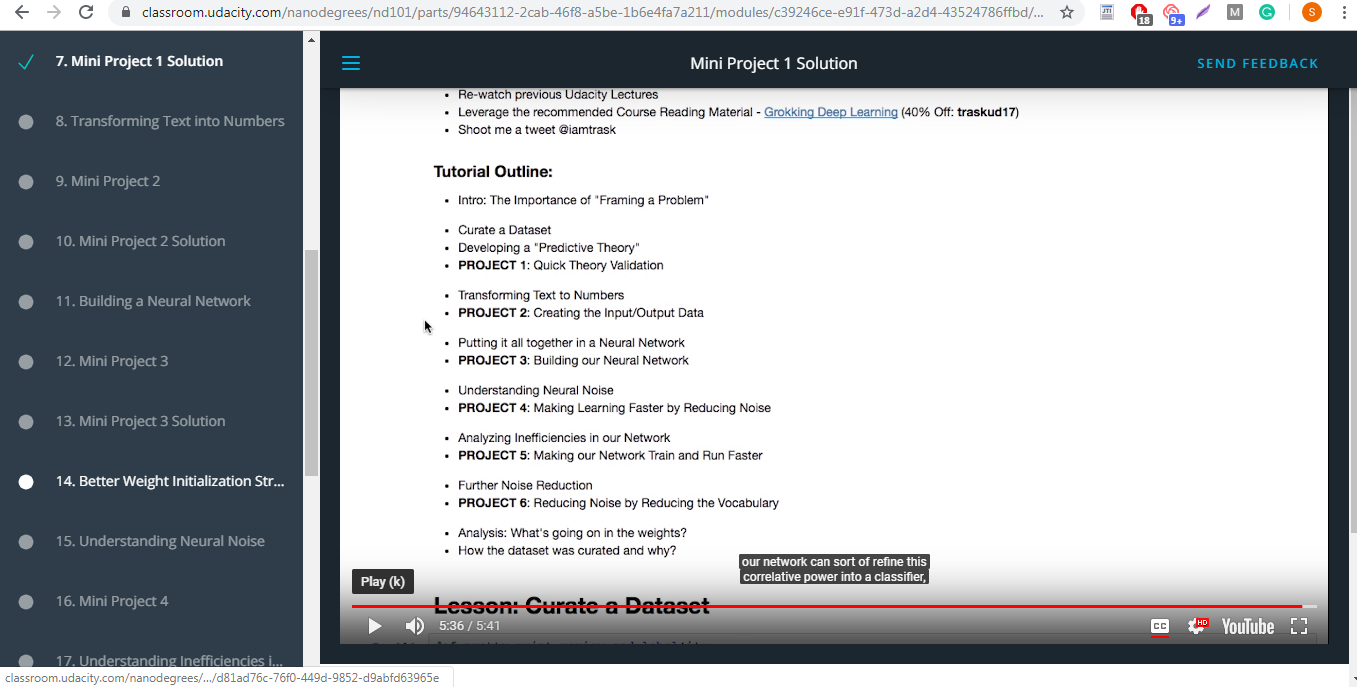 classroom.udacity.com/nanodegrees/nd101/parts/94643112-2cab-46f8-a5be-1b6e4fa7a211/modules/c39246ce-e91f-473d-a2d4-43524786ffbd/...
18
9+
M
G
S
7. Mini Project 1 Solution
8. Transforming Text into Numbers
9. Mini Project 2
10. Mini Project 2 Solution
11. Building a Neural Network
12. Mini Project 3
13. Mini Project 3 Solution
14. Better Weight Initialization Str...
15. Understanding Neural Noise
16. Mini Project 4
17. Understanding Inefficiencies i...
classroom.udacity.com/nanodegrees/.../d81ad76c-76f0-449d-9852-d9abfd63965e
Mini Project 1 Solution
SEND FEEDBACK
• Re-watch previous Udacity Lectures
• Leverage the recommended Course Reading Material - Grokking Deep Learning (40% Off: traskud17)
• Shoot me a tweet @iamtrask
Tutorial Outline:
• Intro: The Importance of "Framing a Problem"
• Curate a Dataset
• Developing a "Predictive Theory"
• PROJECT 1: Quick Theory Validation
• Transforming Text to Numbers
• PROJECT 2: Creating the Input/Output Data
• Putting it all together in a Neural Network
• PROJECT 3: Building our Neural Network
• Understanding Neural Noise
• PROJECT 4: Making Learning Faster by Reducing Noise
• Analyzing Inefficiencies in our Network
• PROJECT 5: Making our Network Train and Run Faster
• Further Noise Reduction
• PROJECT 6: Reducing Noise by Reducing the Vocabulary
• Analysis: What's going on in the weights?
• How the dataset was curated and why?
our network can sort of refine this
correlative power into a classifier,
Play (k)
Lesson: Curate a Dataset
5:36 / 5:41
CC
HD
YouTube